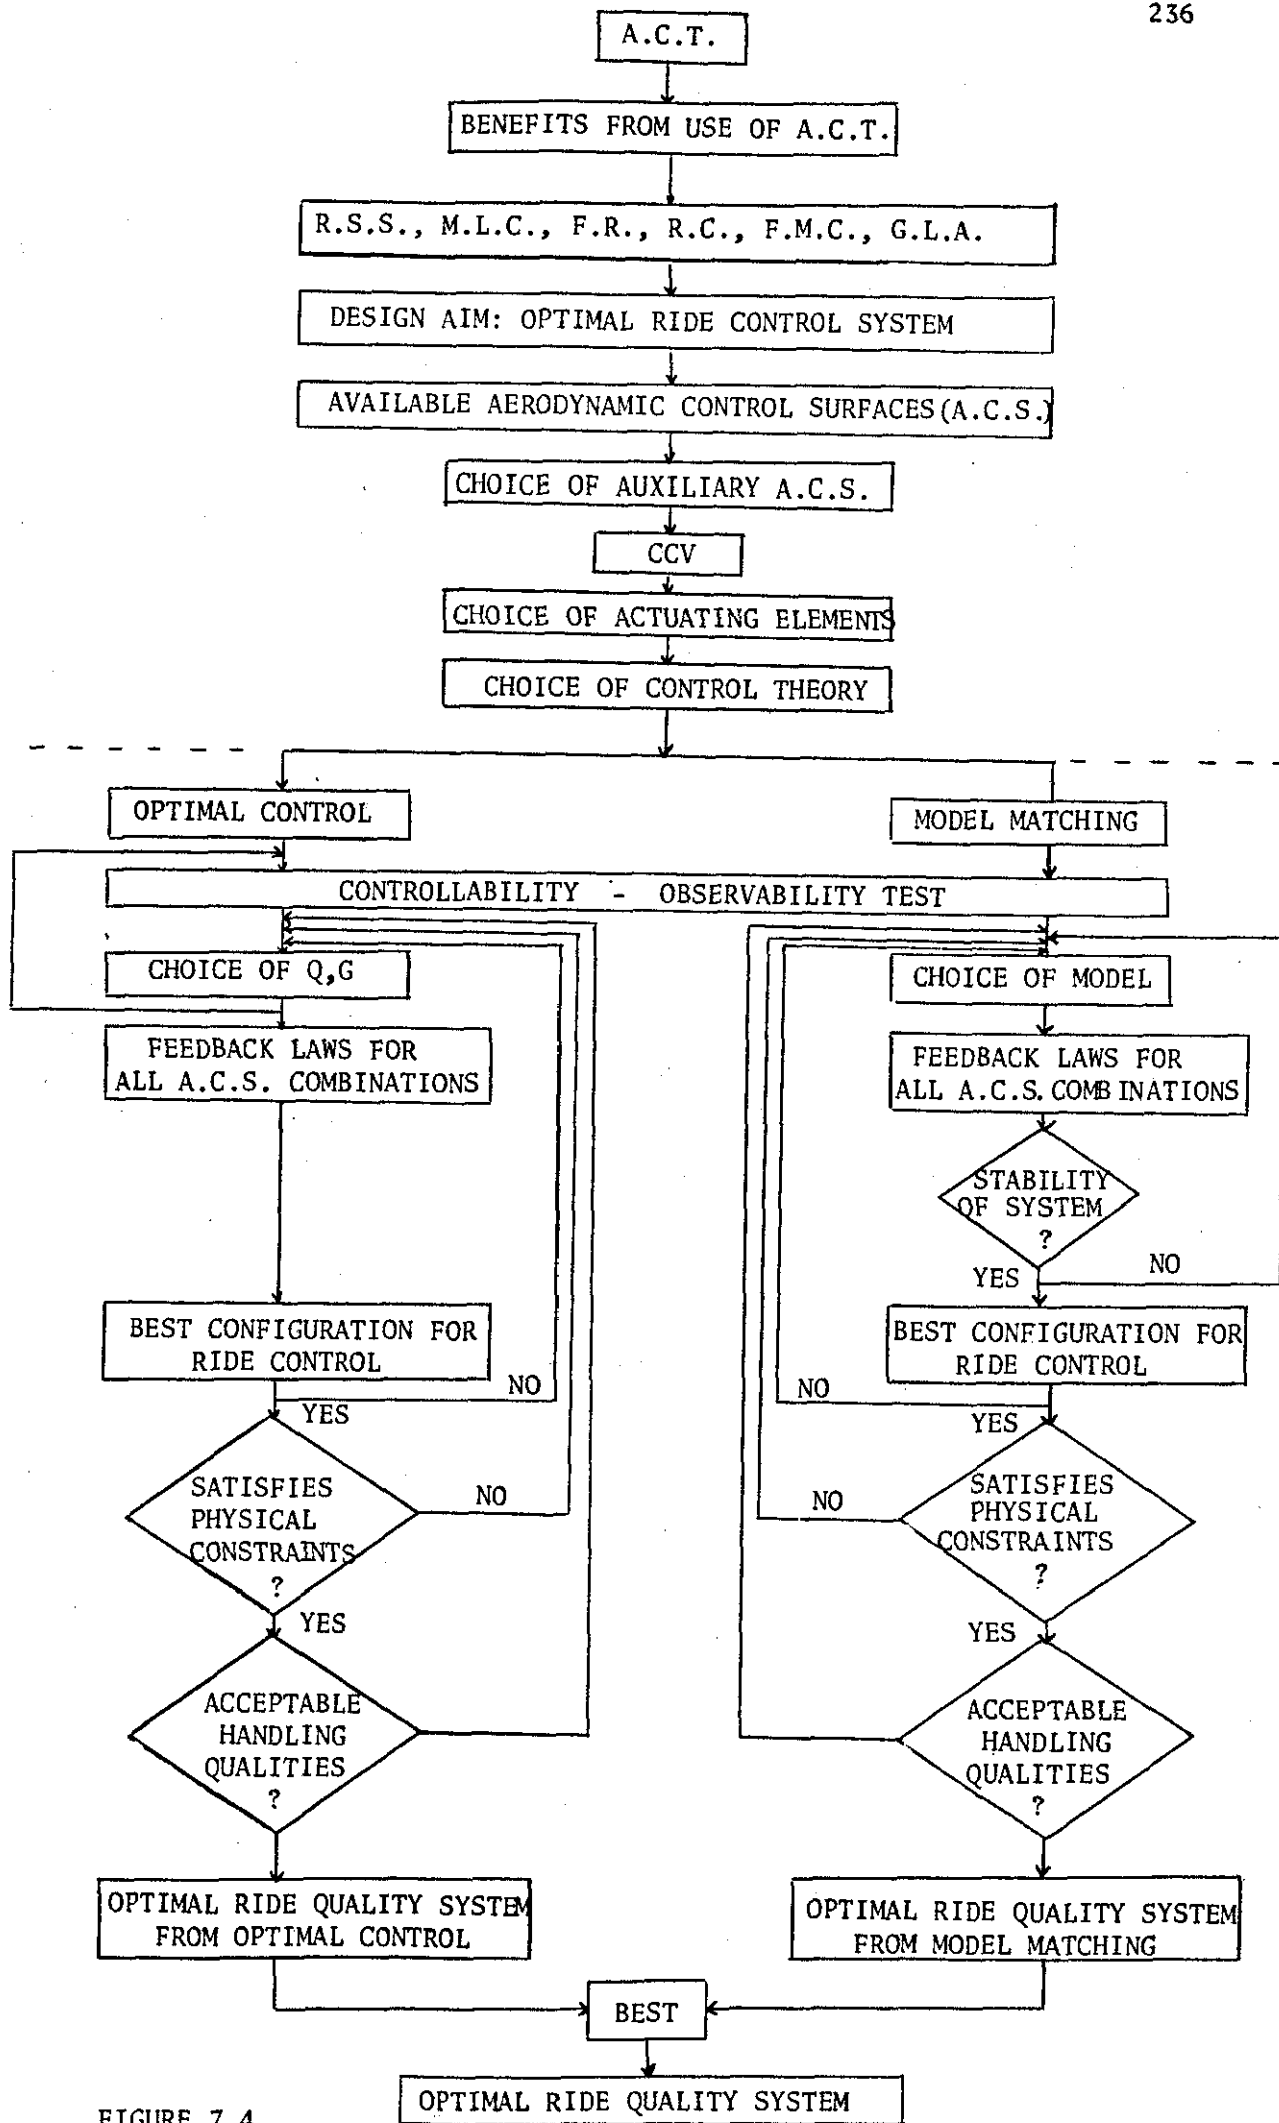 236
A.C.T.
BENEFITS FROM USE OF A.C.T.
R.S.S., M.L.C., F.R., R.C., F.M.C., G.L.A.
DESIGN AIM: OPTIMAL RIDE CONTROL SYSTEM
AVAILABLE AERODYNAMIC CONTROL SURFACES(A.C.S.)
CHOICE OF AUXILIARY A.C.S.
CCV
CHOICE OF ACTUATING ELEMENTS
CHOICE OF CONTROL THEORY
OPTIMAL CONTROL
MODEL MATCHING
CONTROLLABILITY - OBSERVABILITY TEST
CHOICE OF Q,G
CHOICE OF MODEL
FEEDBACK LAWS FOR
ALL A.C.S. COMBINATIONS
FEEDBACK LAWS FOR
ALL A.C.S. COMBINATIONS
STABILITY
OF SYSTEM
?
YES
NO
BEST CONFIGURATION FOR
RIDE CONTROL
NO
YES
BEST CONFIGURATION FOR
RIDE CONTROL
NO
YES
SATISFIES
PHYSICAL
CONSTRAINTS
?
NO
YES
SATISFIES
PHYSICAL
CONSTRAINTS
?
NO
YES
ACCEPTABLE
HANDLING
QUALITIES
?
ACCEPTABLE
HANDLING
QUALITIES
?
OPTIMAL RIDE QUALITY SYSTEM
FROM OPTIMAL CONTROL
OPTIMAL RIDE QUALITY SYSTEM
FROM MODEL MATCHING
BEST
OPTIMAL RIDE QUALITY SYSTEM
FIGURE 7.4